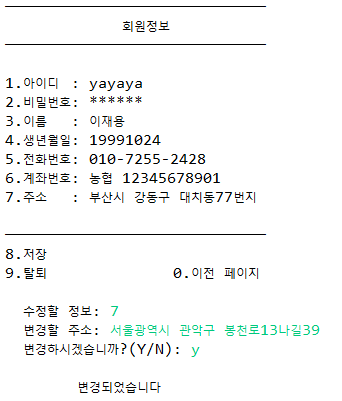 회원정보
1.아이디 : yayaya
2.비밀번호: ******
3.이름 : 이재용
4.생년월일: 19991024
5.전화번호: 010-7255-2428
6.계좌번호: 농협 12345678901
7.주소 : 부산시 강동구 대치동77번지
8.저장
9.탈퇴 0.이전 페이지
수정할 정보: 7
변경할 주소: 서울광역시 관악구 봉천로13나길39
변경하시겠습니까?(Y/N): y
변경되었습니다